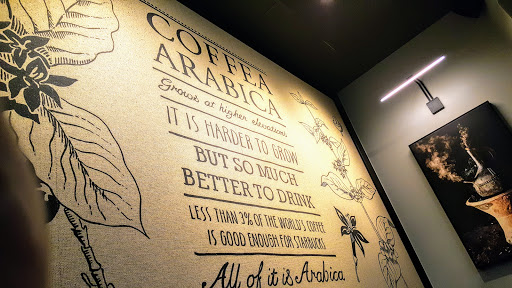 COFFEA
ARABICA
Grows at higher elevations
IT IS HARDER TO GROW
BUT SO MUCH
BETTER TO DRINK
LESS THAN 3% OF THE WORLD'S COFFEE
IS GOOD ENOUGH FOR STARBUCKS
All of it is Arabica